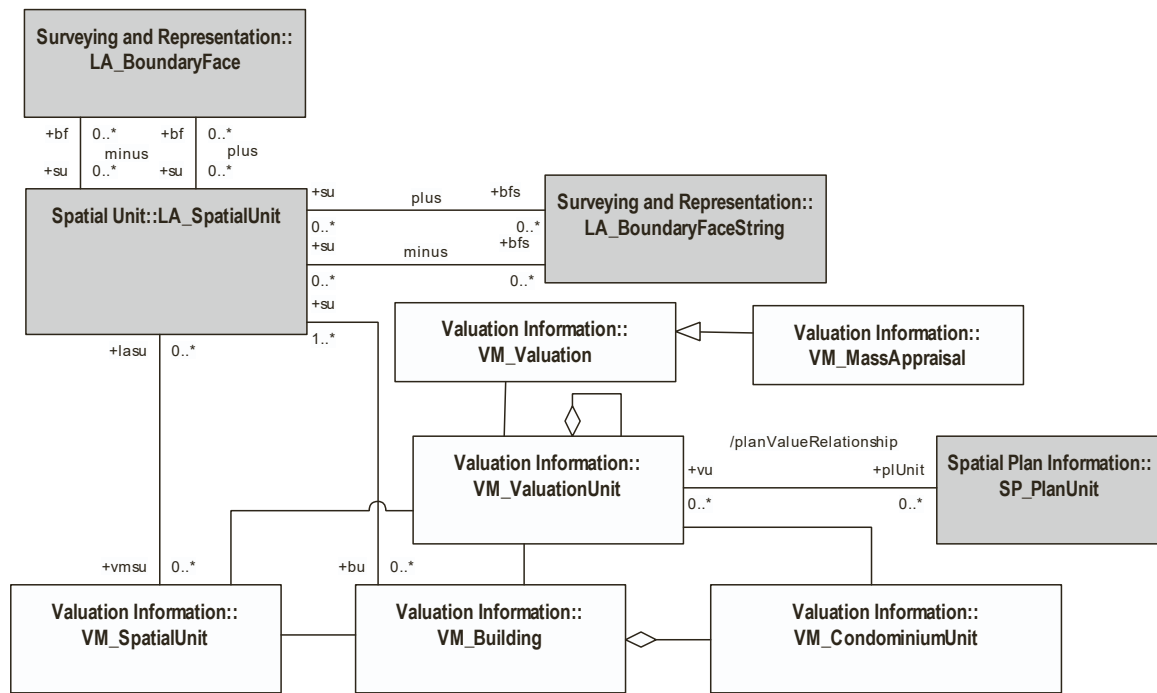 Surveying and Representation::
LA_BoundaryFace
+bf 0..* +bf 0..*
minus plus
+su 0..* +su 0..*
Spatial Unit::LA_SpatialUnit
+su plus +bfs
0..* 0..*
Surveying and Representation::
LA_BoundaryFaceString
+su minus +bfs
0..* 0..*
+su
1..*
Valuation Information::
VM_Valuation
Valuation Information::
VM_MassAppraisal
+lasu 0..*
/planValueRelationship
Valuation Information::
VM_ValuationUnit
+vu +plUnit
0..* 0..*
Spatial Plan Information::
SP_PlanUnit
+vmsu 0..* +bu 0..*
Valuation Information::
VM_SpatialUnit
Valuation Information::
VM_Building
Valuation Information::
VM_CondominiumUnit